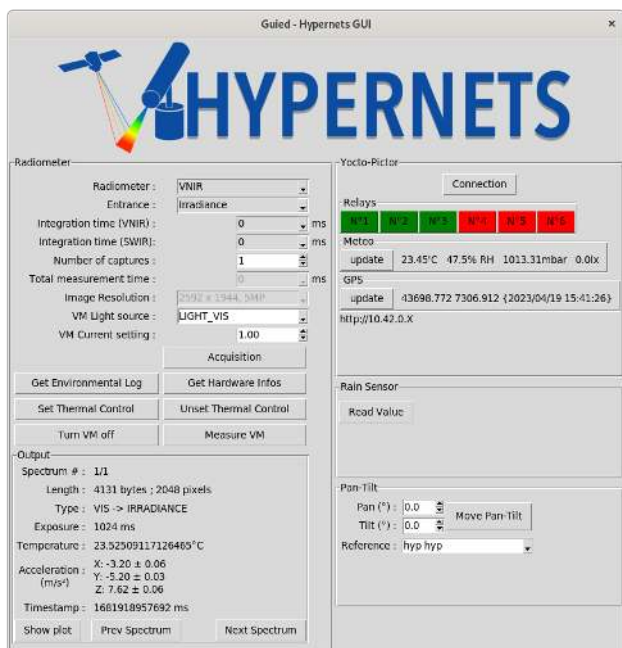 Guied - Hypernets GUI
×
HYPERNETS
Radiometer
Radiometer : VNIR
Entrance : Irradiance
Integration time (VNIR) : 0 ms
Integration time (SWIR): 0 ms
Number of captures : 1
Total measurement time : 0 ms
Image Resolution : 2592 x 1944, 5MP
VM Light source : LIGHT_VIS
VM Current setting : 1.00
Acquisition
Get Environmental Log Get Hardware Infos
Set Thermal Control Unset Thermal Control
Turn VM off Measure VM
Output
Spectrum # : 1/1
Length : 4131 bytes ; 2048 pixels
Type : VIS -> IRRADIANCE
Exposure : 1024 ms
Temperature : 23.52509117126465°C
Acceleration : (m/s²)
X: -3.20 ± 0.06
Y: -5.20 ± 0.03
Z: 7.62 ± 0.06
Timestamp : 1681918957692 ms
Show plot Prev Spectrum Next Spectrum
Yocto-Pictor
Connection
Relays
N°1 N°2 N°3 N°4 N°5 N°6
Meteo
update 23.45°C 47.5% RH 1013.31mbar 0.0lx
GPS
update 43698.772 7306.912 {2023/04/19 15:41:26}
http://10.42.0.X
Rain Sensor
Read Value
Pan-Tilt
Pan (°) : 0.0
Tilt (°) : 0.0
Move Pan-Tilt
Reference : hyp hyp